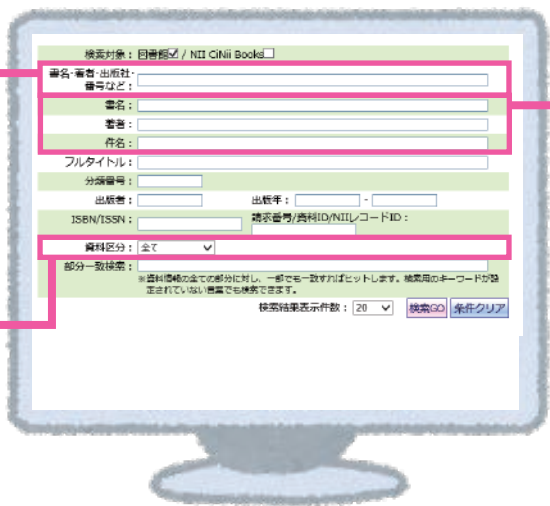 検索対象： 図書館 / NII CiNii Books
書名・著者・出版社・
番号など：
書名：
著者：
件名：
フルタイトル：
分類番号：
出版者： 出版年： -
ISBN/ISSN： 請求番号/資料ID/NIIレコードID：
資料区分： 全て
部分一致検索：
※資料情報の全ての部分に対し、一部でも一致すればヒットします。検索用のキーワードが設
定されていない言葉でも検索できます。
検索結果表示件数： 20 検索GO 条件クリア